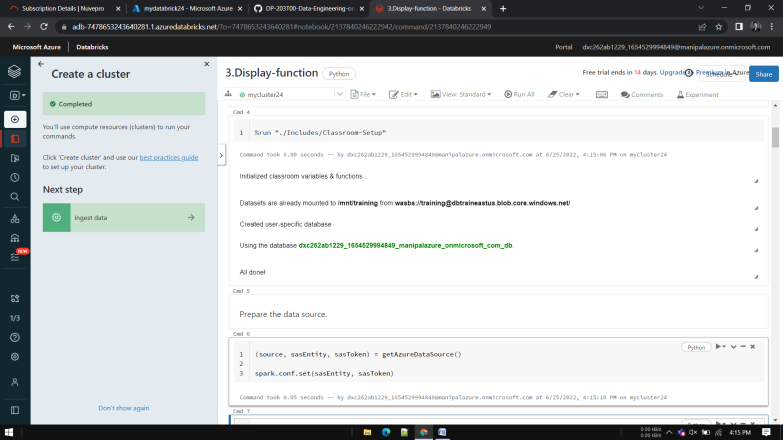 Subscription Details | Nuvepro
mydatabrick24 - Microsoft Azure
DP-203T00-Data-Engineering-on
3.Display-function - Databricks
adb-7478653243640281.1.azuredatabricks.net/?o=7478653243640281#notebook/2137840246222942/command/2137840246222949
Microsoft Azure
Databricks
Portal
dxc262ab1229_1654529994849@manipalazure.onmicrosoft.com
Create a cluster
3.Display-function
Python
Free trial ends in 14 days. Upgrade
Premium in Azure
Schedule
Share
D
mycluster24
File
Edit
View: Standard
Run All
Clear
Comments
Experiment
Completed
You'll use compute resources (clusters) to run your
commands.
Click 'Create cluster' and use our best practices guide
to set up your cluster.
Next step
Ingest data
NEW
1/3
Don't show again
Cmd 4
1 %run "./Includes/Classroom-Setup"
Command took 6.80 seconds -- by dxc262ab1229_1654529994849@manipalazure.onmicrosoft.com at 6/25/2022, 4:15:06 PM on mycluster24
Initialized classroom variables & functions...
Datasets are already mounted to /mnt/training from wasbs://training@dbtraineastus.blob.core.windows.net/
Created user-specific database
Using the database dxc262ab1229_1654529994849_manipalazure_onmicrosoft_com_db
All done!
Cmd 5
Prepare the data source.
Cmd 6
Python
1 (source, sasEntity, sasToken) = getAzureDataSource()
2
3 spark.conf.set(sasEntity, sasToken)
Command took 0.05 seconds -- by dxc262ab1229_1654529994849@manipalazure.onmicrosoft.com at 6/25/2022, 4:15:18 PM on mycluster24
Cmd 7
0.00 kB/s
0.00 kB/s
4:15 PM